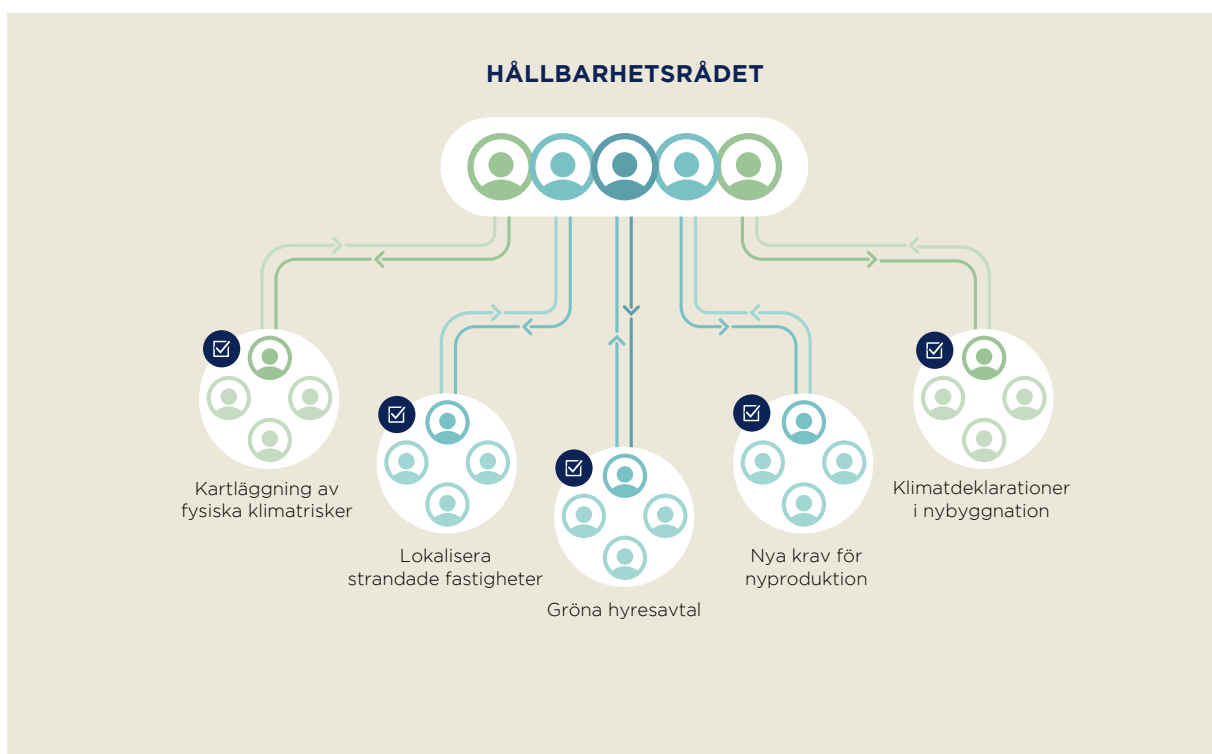 HÅLLBARHETSRÅDET
Kartläggning av
fysiska klimatrisker
Lokalisera
strandade fastigheter
Gröna hyresavtal
Nya krav för
nyproduktion
Klimatdeklarationer
i nybyggnation